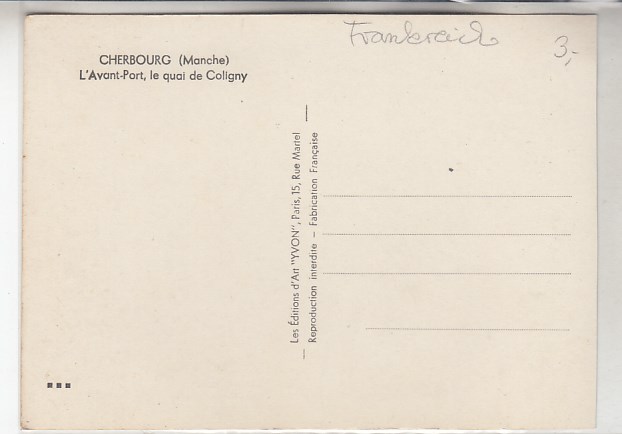 Frankreich
3,-
CHERBOURG (Manche)
L'Avant-Port, le quai de Coligny
Les Éditions d'Art "YVON", Paris, 15, Rue Martel
Reproduction interdite – Fabrication Française